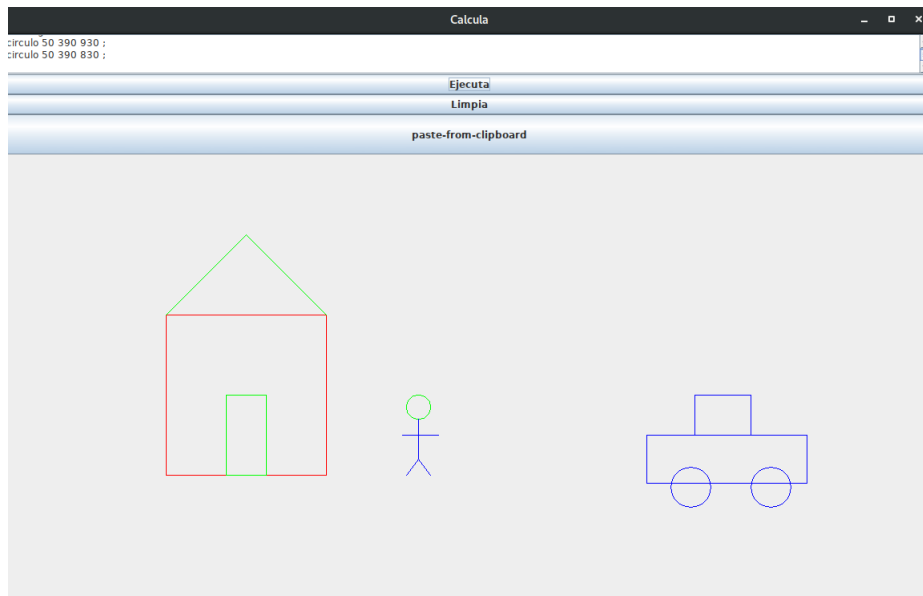 Calcula
circulo 50 390 930 ;
circulo 50 390 830 ;
Ejecuta
Limpia
paste-from-clipboard